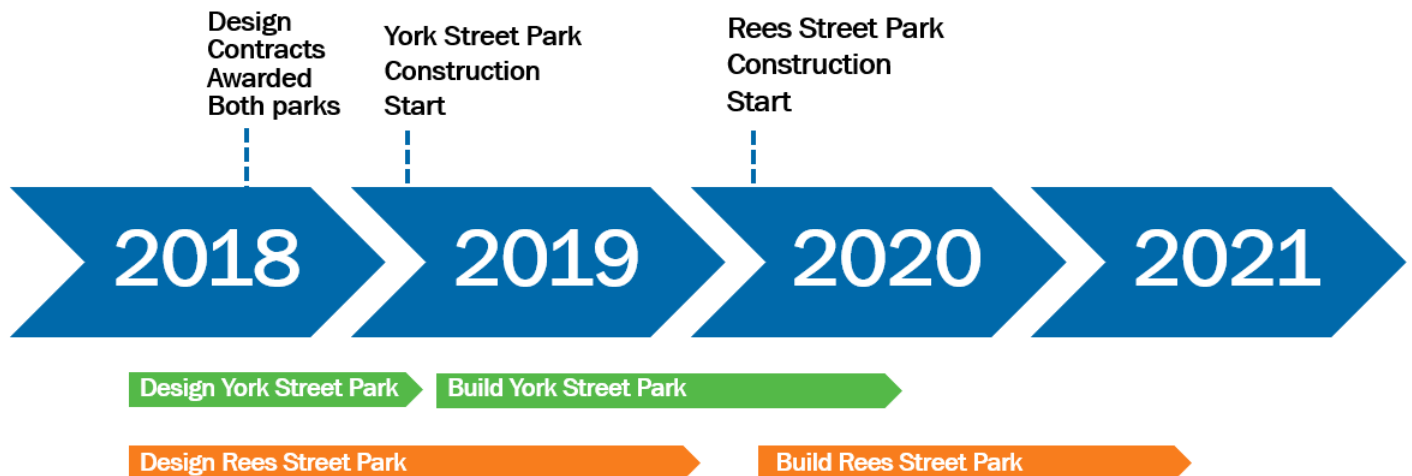 Design
Contracts
Awarded
Both parks
York Street Park
Construction
Start
Rees Street Park
Construction
Start
2018
2019
2020
2021
Design York Street Park
Build York Street Park
Design Rees Street Park
Build Rees Street Park